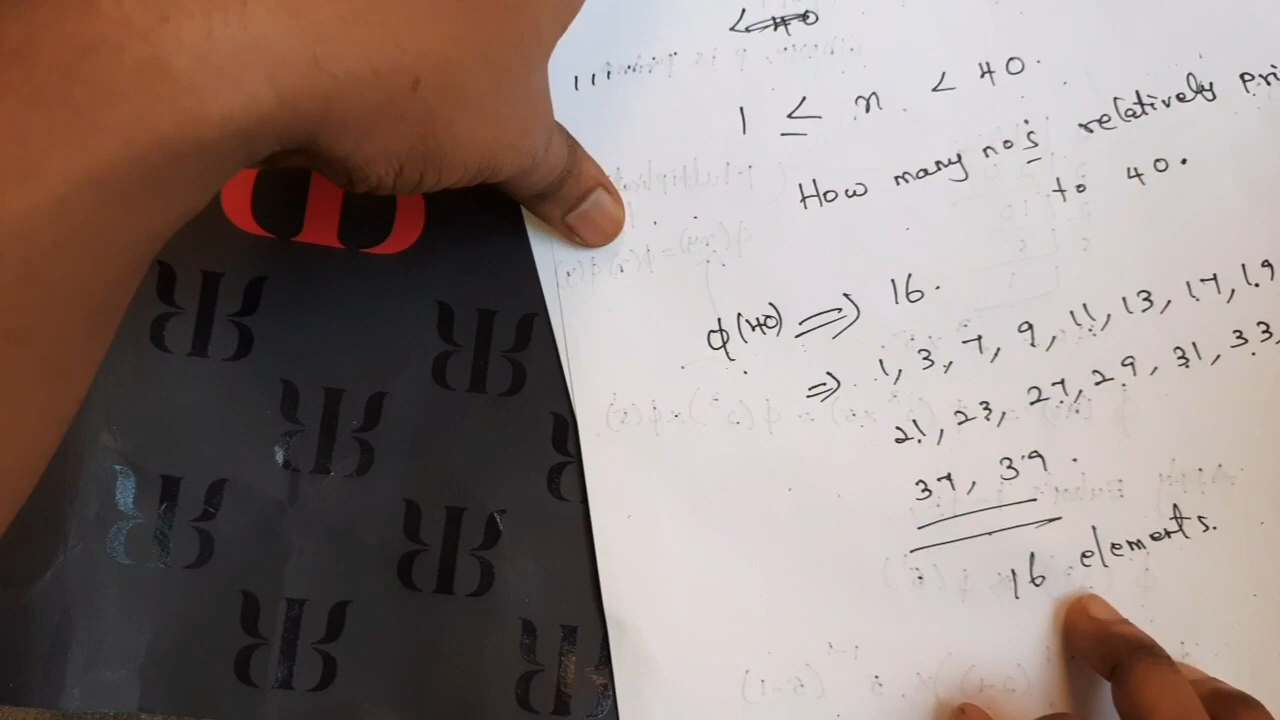 1 ≤ n < 40.
How many no's relatively pri
to 40.
φ(40) ⇒ 16.
⇒ 1, 3, 7, 9, 11, 13, 17, 19
21, 23, 27, 29, 31, 33,
37, 39.
16 elements.